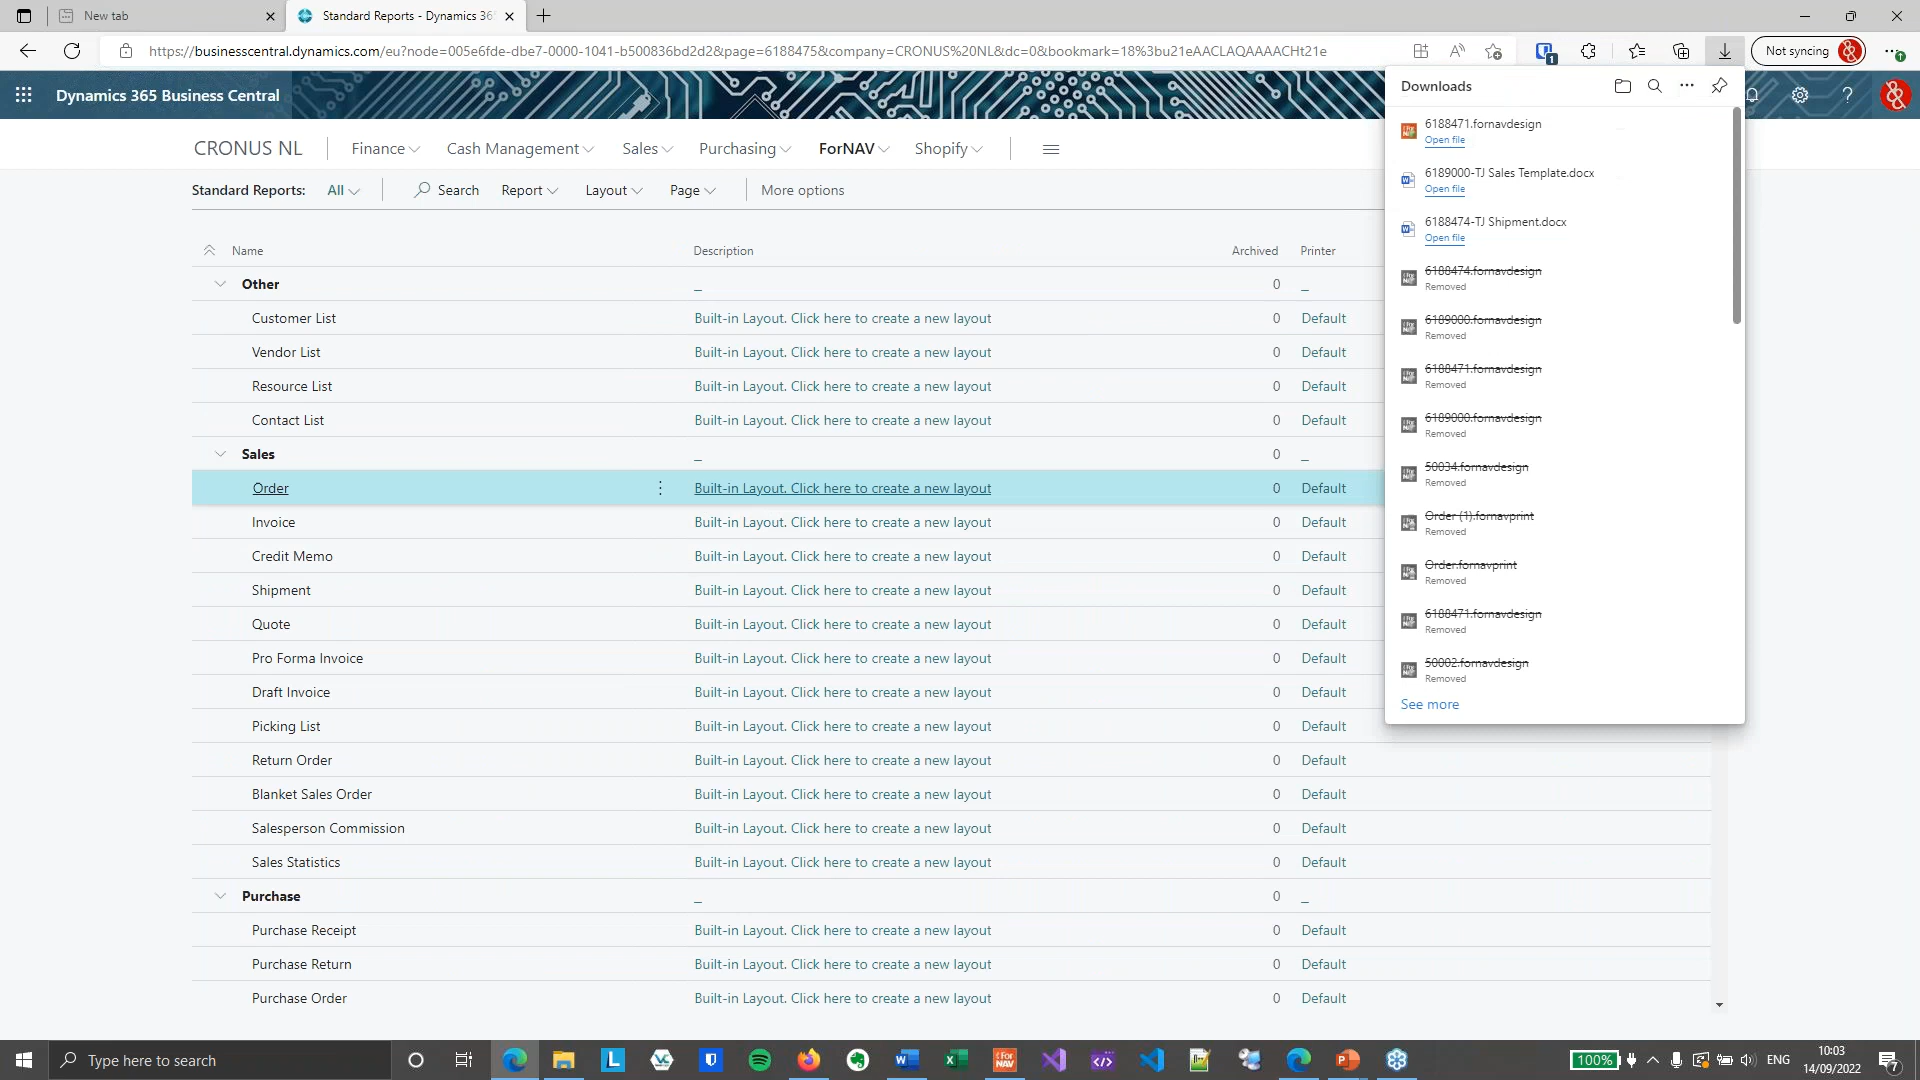 New tab
Standard Reports - Dynamics 36
https://businesscentral.dynamics.com/eu?node=005e6fde-dbe7-0000-1041-b500836bd2d2&page=6188475&company=CRONUS%20NL&dc=0&bookmark=18%3bu21eAACLAQAAAACHt21e
1
Not syncing
Dynamics 365 Business Central
CRONUS NL
Finance
Cash Management
Sales
Purchasing
ForNAV
Shopify
Standard Reports:
All
Search
Report
Layout
Page
More options
Name Description Archived Printer
Other _ 0 _
Customer List Built-in Layout. Click here to create a new layout 0 Default
Vendor List Built-in Layout. Click here to create a new layout 0 Default
Resource List Built-in Layout. Click here to create a new layout 0 Default
Contact List Built-in Layout. Click here to create a new layout 0 Default
Sales _ 0 _
Order Built-in Layout. Click here to create a new layout 0 Default
Invoice Built-in Layout. Click here to create a new layout 0 Default
Credit Memo Built-in Layout. Click here to create a new layout 0 Default
Shipment Built-in Layout. Click here to create a new layout 0 Default
Quote Built-in Layout. Click here to create a new layout 0 Default
Pro Forma Invoice Built-in Layout. Click here to create a new layout 0 Default
Draft Invoice Built-in Layout. Click here to create a new layout 0 Default
Picking List Built-in Layout. Click here to create a new layout 0 Default
Return Order Built-in Layout. Click here to create a new layout 0 Default
Blanket Sales Order Built-in Layout. Click here to create a new layout 0 Default
Salesperson Commission Built-in Layout. Click here to create a new layout 0 Default
Sales Statistics Built-in Layout. Click here to create a new layout 0 Default
Purchase _ 0 _
Purchase Receipt Built-in Layout. Click here to create a new layout 0 Default
Purchase Return Built-in Layout. Click here to create a new layout 0 Default
Purchase Order Built-in Layout. Click here to create a new layout 0 Default
Downloads
6188471.fornavdesign
Open file
6189000-TJ Sales Template.docx
Open file
6188474-TJ Shipment.docx
Open file
6188474.fornavdesign
Removed
6189000.fornavdesign
Removed
6188471.fornavdesign
Removed
6189000.fornavdesign
Removed
50034.fornavdesign
Removed
Order (1).fornavprint
Removed
Order.fornavprint
Removed
6188471.fornavdesign
Removed
50002.fornavdesign
Removed
See more
Type here to search
100%
ENG
10:03
14/09/2022
7